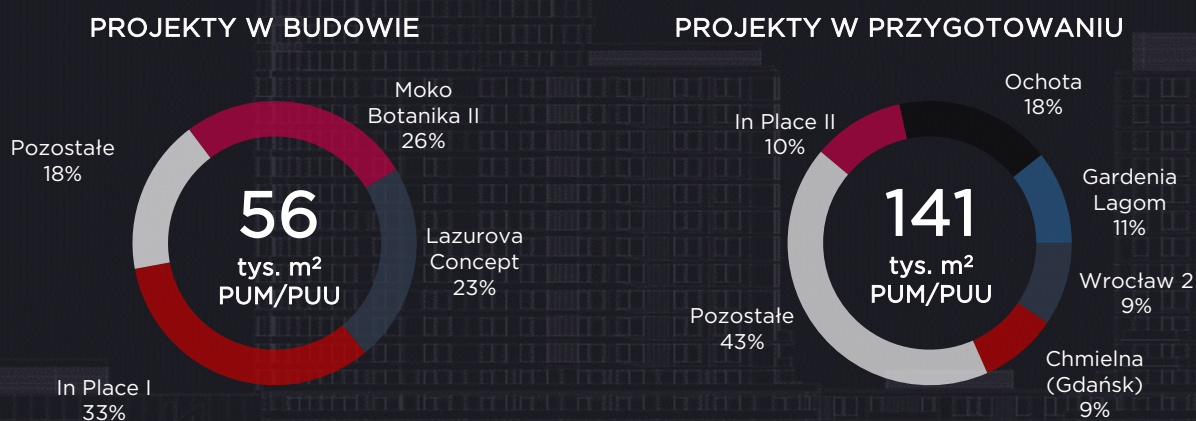 PROJEKTY W BUDOWIE
Moko
Botanika II
26%
Pozostałe
18%
56
tys. m²
PUM/PUU
Lazurova
Concept
23%
In Place I
33%
PROJEKTY W PRZYGOTOWANIU
Ochota
18%
In Place II
10%
Gardenia
Lagom
11%
141
tys. m²
PUM/PUU
Wrocław 2
9%
Pozostałe
43%
Chmielna
(Gdańsk)
9%